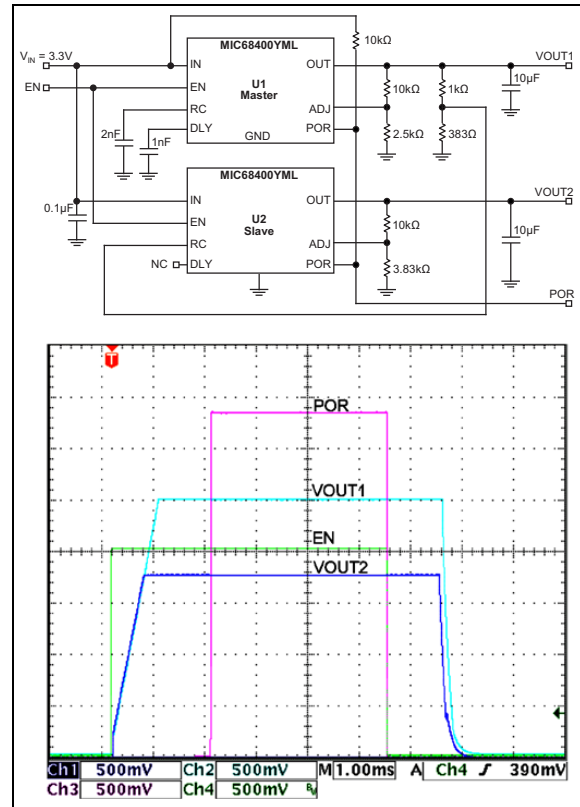 MIC68400YML
10kΩ
VIN = 3.3V
IN
OUT
VOUT1
EN
EN
U1
Master
10kΩ
1kΩ
10µF
RC
ADJ
2nF
1nF
DLY
GND
POR
2.5kΩ
383Ω
MIC68400YML
IN
OUT
VOUT2
0.1µF
EN
U2
Slave
10kΩ
10µF
RC
ADJ
NC
DLY
POR
3.83kΩ
POR
T
POR
VOUT1
EN
VOUT2
Ch1 500mV Ch2 500mV M 1.00ms A Ch4 390mV
Ch3 500mV Ch4 500mV